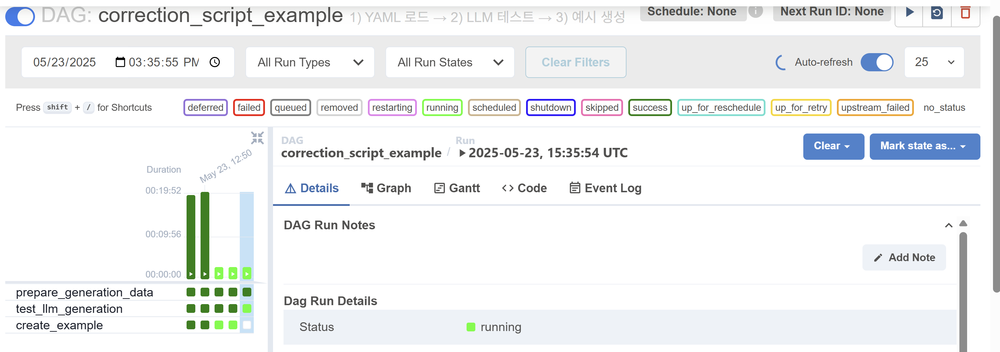 DAG: correction_script_example 1) YAML 로드 → 2) LLM 테스트 → 3) 예시 생성
Schedule: None
Next Run ID: None
05/23/2025 03:35:55 PM
All Run Types
All Run States
Clear Filters
Auto-refresh
25
Press shift + / for Shortcuts
deferred failed queued removed restarting running scheduled shutdown skipped success up_for_reschedule up_for_retry upstream_failed no_status
May 23, 12:50
Duration
00:19:52
00:09:56
00:00:00
prepare_generation_data
test_llm_generation
create_example
DAG
correction_script_example
/
Run
2025-05-23, 15:35:54 UTC
Clear
Mark state as...
Details
Graph
Gantt
Code
Event Log
DAG Run Notes
Add Note
Dag Run Details
Status running